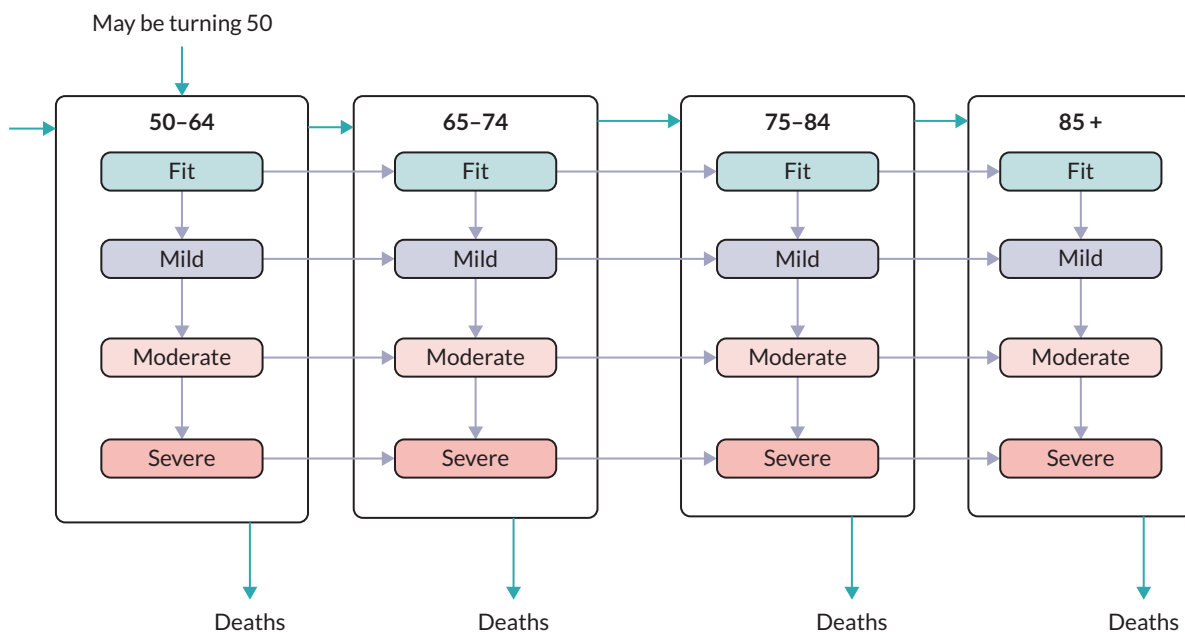 May be turning 50
50–64
65–74
75–84
85 +
Fit
Fit
Fit
Fit
Mild
Mild
Mild
Mild
Moderate
Moderate
Moderate
Moderate
Severe
Severe
Severe
Severe
Deaths
Deaths
Deaths
Deaths